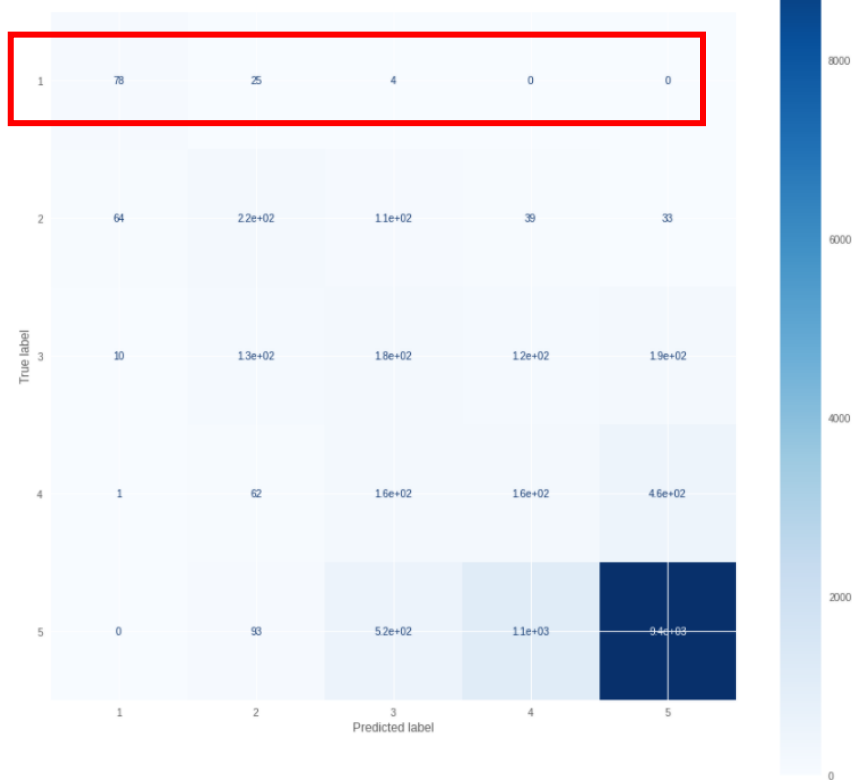 8000
1 78 25 4 0 0
6000
2 64 2.2e+02 1.1e+02 39 33
True label
3 10 1.3e+02 1.8e+02 1.2e+02 1.9e+02
4000
4 1 62 1.6e+02 1.6e+02 4.6e+02
2000
5 0 93 5.2e+02 1.1e+03 9.4e+03
1 2 3 4 5
Predicted label
0